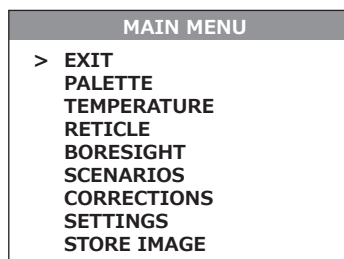 MAIN MENU
> EXIT
PALETTE
TEMPERATURE
RETICLE
BORESIGHT
SCENARIOS
CORRECTIONS
SETTINGS
STORE IMAGE